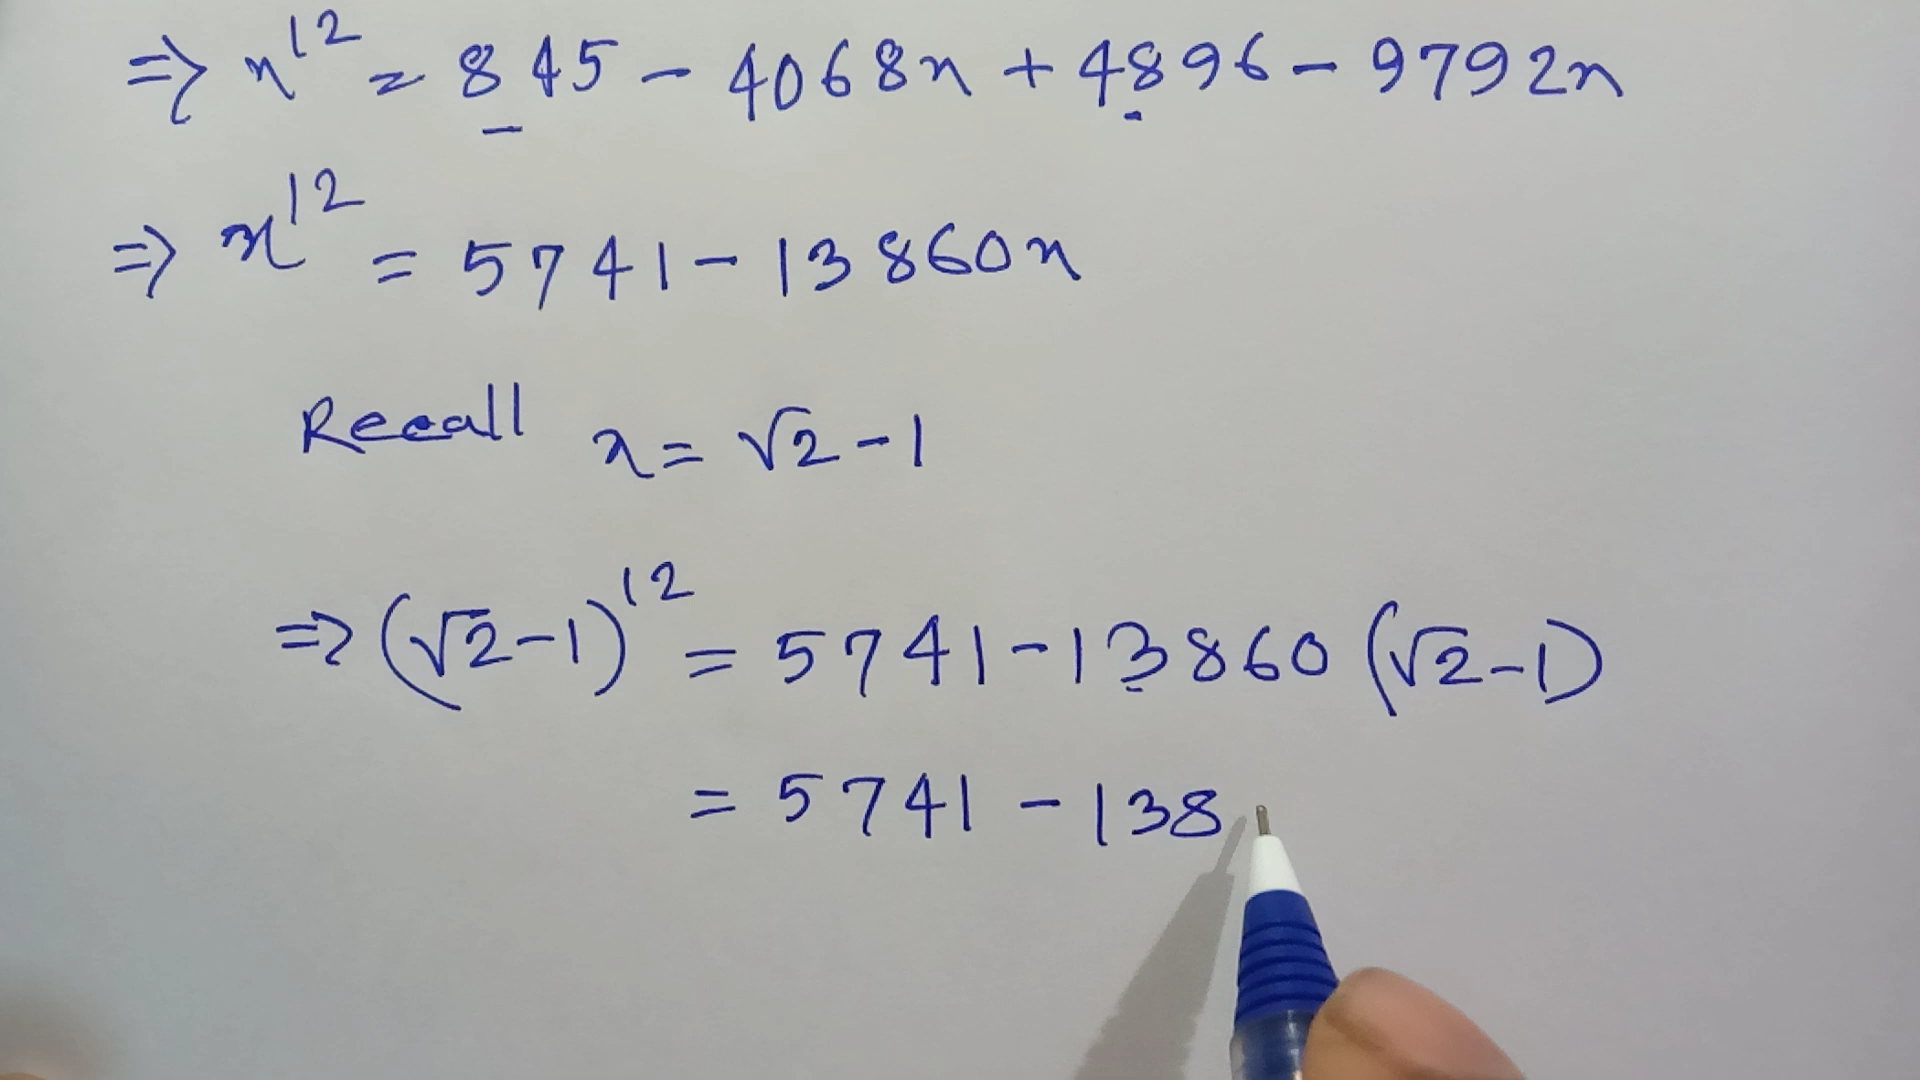 ⇒ x¹² = 845 - 4068x + 4896 - 9792x
⇒ x¹² = 5741 - 13860x
Recall x = √2 - 1
⇒ (√2 - 1)¹² = 5741 - 13860 (√2 - 1)
= 5741 - 138